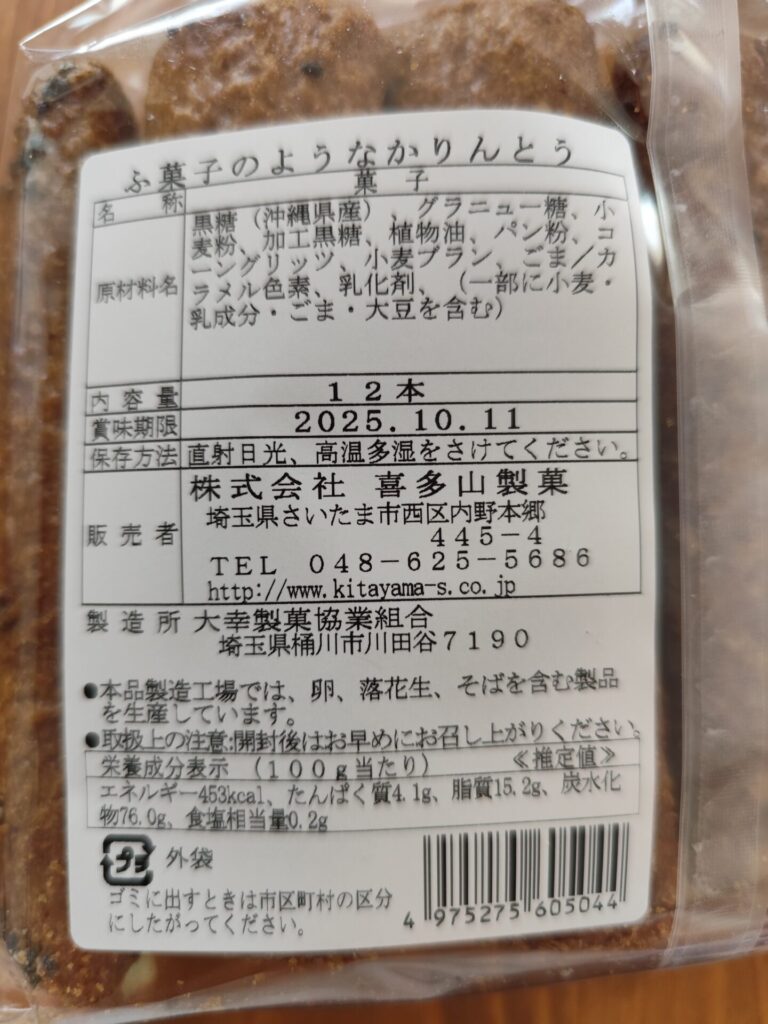 ふ菓子のようなかりんとう
名 称 菓 子
原材料名 黒糖（沖縄県産）、グラニュー糖、小
麦粉、加工黒糖、植物油、パン粉、コ
ーングリッツ、小麦ブラン、ごま／カ
ラメル色素、乳化剤、（一部に小麦・
乳成分・ごま・大豆を含む）
内容量 １２本
賞味期限 2025.10.11
保存方法 直射日光、高温多湿をさけてください。
販売者 株式会社 喜多山製菓
埼玉県さいたま市西区内野本郷
４４５－４
ＴＥＬ ０４８－６２５－５６８６
http://www.kitayama-s.co.jp
製造所 大幸製菓協業組合
埼玉県桶川市川田谷７１９０
●本品製造工場では、卵、落花生、そばを含む製品
を生産しています。
●取扱上の注意:開封後はお早めにお召し上がりください。
栄養成分表示 （１００ｇ当たり） ≪推定値≫
エネルギー453kcal、たんぱく質4.1g、脂質15.2g、炭水化
物76.0g、食塩相当量0.2g
プラ 外袋
ゴミに出すときは市区町村の区分
にしたがってください。
4 975275 605044